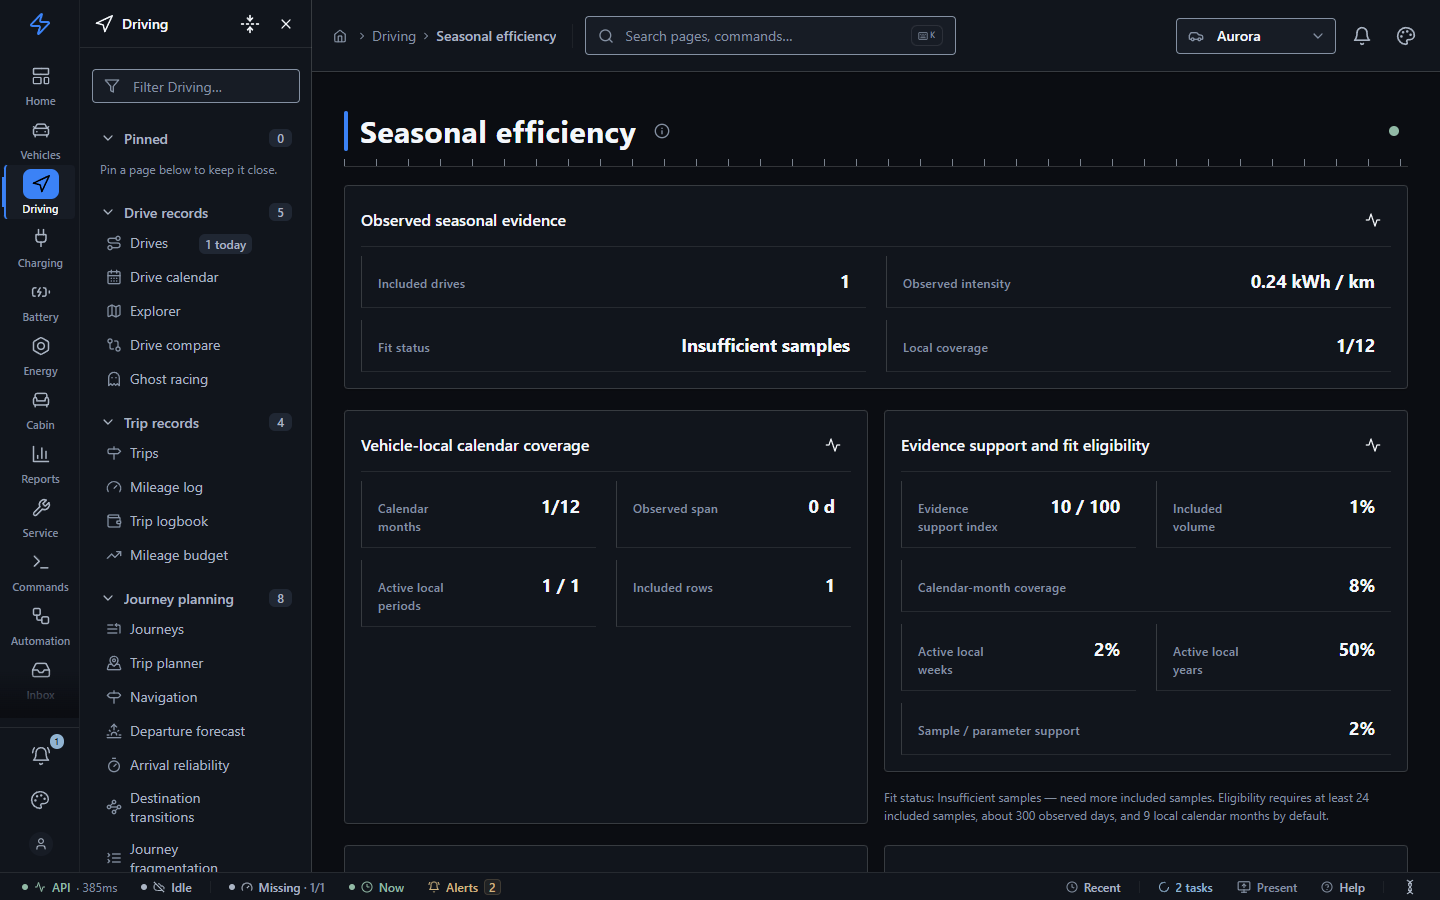 Driving
Driving
Seasonal efficiency
Search pages, commands...
K
Aurora
Home
Vehicles
Driving
Charging
Battery
Energy
Cabin
Reports
Service
Commands
Automation
Inbox
1
Filter Driving...
Pinned
0
Pin a page below to keep it close.
Drive records
5
Drives
1 today
Drive calendar
Explorer
Drive compare
Ghost racing
Trip records
4
Trips
Mileage log
Trip logbook
Mileage budget
Journey planning
8
Journeys
Trip planner
Navigation
Departure forecast
Arrival reliability
Destination
transitions
Journey
fragmentation
Seasonal efficiency
Observed seasonal evidence
Included drives
1
Observed intensity
0.24 kWh / km
Fit status
Insufficient samples
Local coverage
1/12
Vehicle-local calendar coverage
Calendar
months
1/12
Observed span
0 d
Active local
periods
1 / 1
Included rows
1
Evidence support and fit eligibility
Evidence
support index
10 / 100
Included
volume
1%
Calendar-month coverage
8%
Active local
weeks
2%
Active local
years
50%
Sample / parameter support
2%
Fit status: Insufficient samples — need more included samples. Eligibility requires at least 24
included samples, about 300 observed days, and 9 local calendar months by default.
API · 385ms
Idle
Missing · 1/1
Now
Alerts
2
Recent
2 tasks
Present
Help